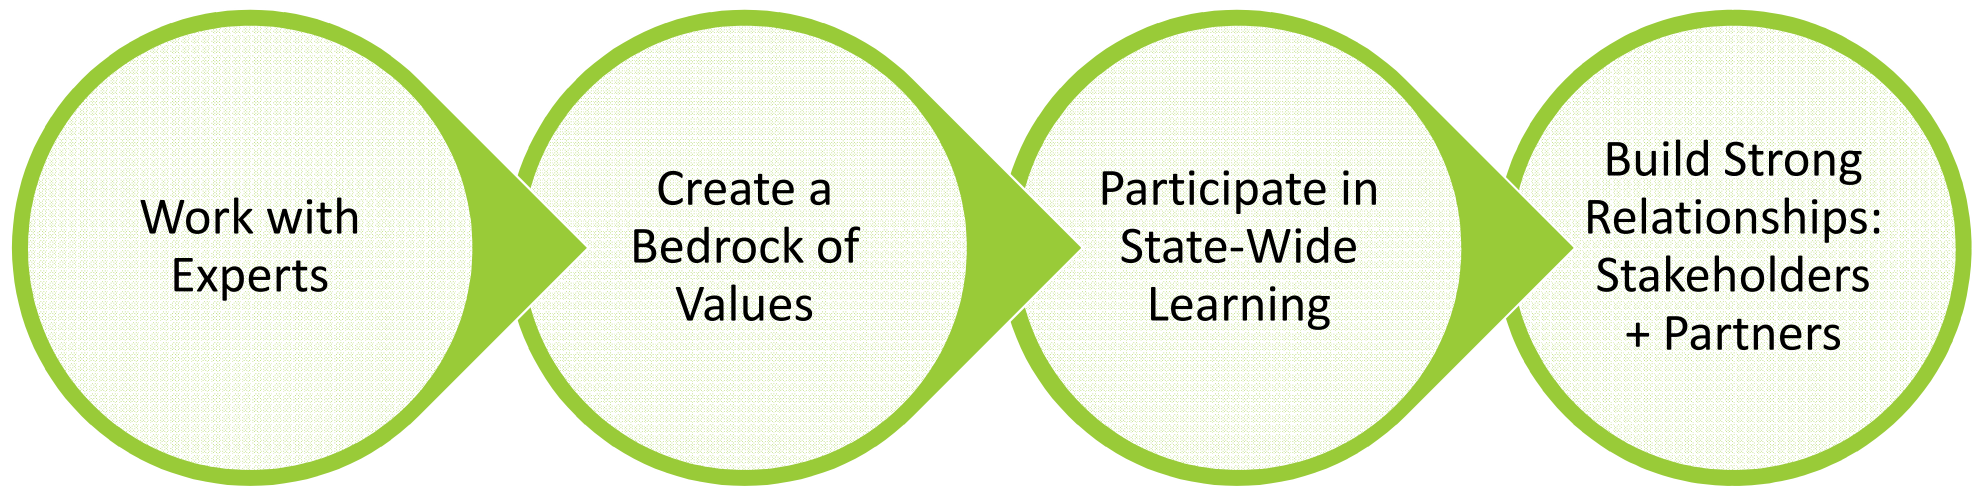 Work with
Experts
Create a
Bedrock of
Values
Participate in
State-Wide
Learning
Build Strong
Relationships:
Stakeholders
+ Partners